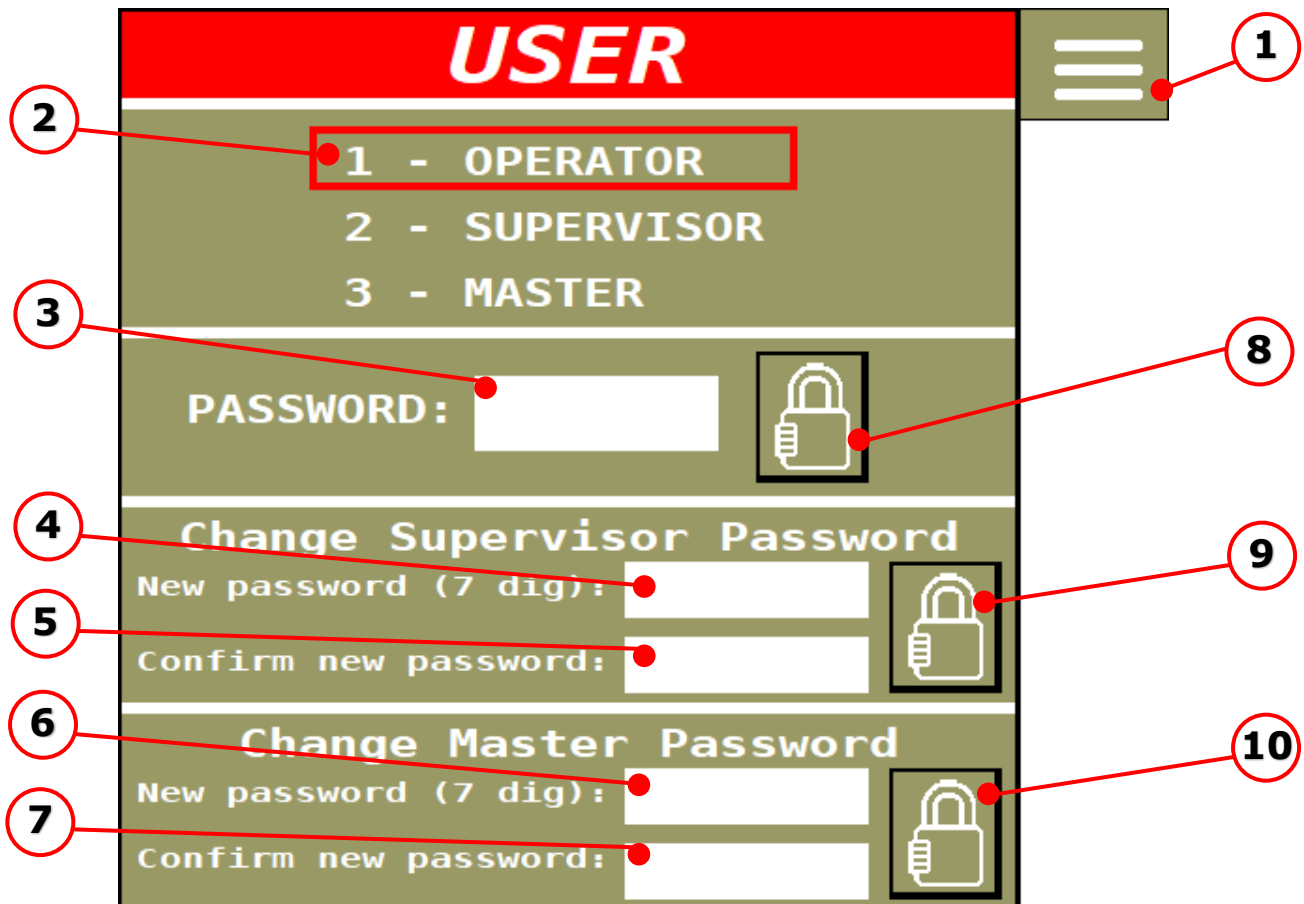 USER
1
2
1 - OPERATOR
2 - SUPERVISOR
3 - MASTER
3
PASSWORD:
8
4
Change Supervisor Password
New password (7 dig):
9
5
Confirm new password:
6
Change Master Password
10
New password (7 dig):
7
Confirm new password: